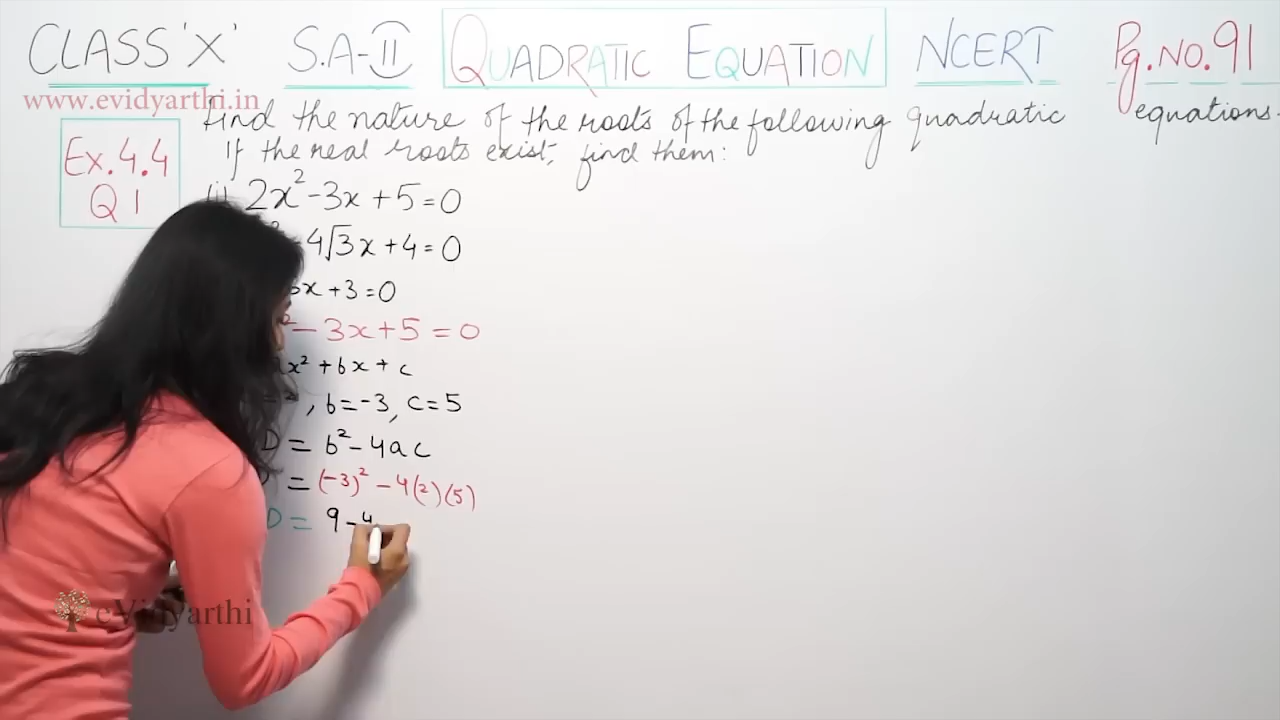 CLASS 'X' S.A-II QUADRATIC EQUATION NCERT Pg.NO.91
www.evidyarthi.in
Find the nature of the roots of the following quadratic equations.
If the real roots exist, find them:
Ex.4.4
Q1
(i) 2x²-3x+5=0
4√3x+4=0
x+3=0
- 3x+5=0
x²+bx+c
, b=-3, c=5
D = b²-4ac
= (-3)²-4(2)(5)
D = 9-4
eVidyarthi